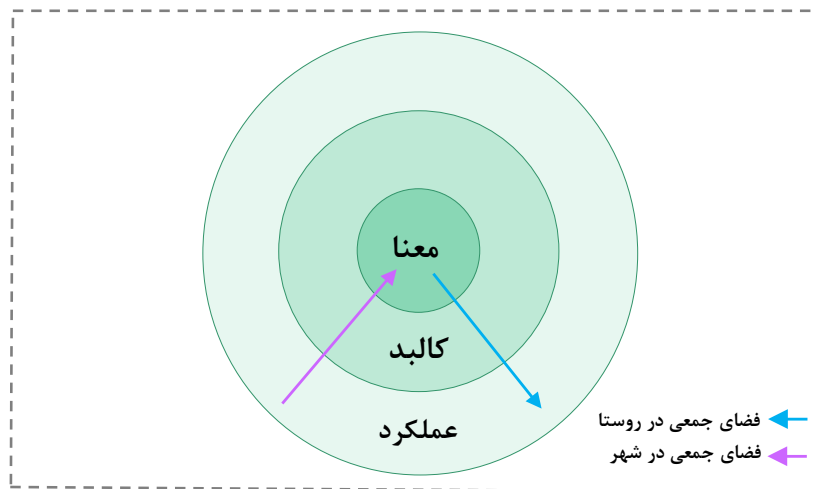 معنا
کالبد
عملکرد
فضای جمعی در روستا
فضای جمعی در شهر